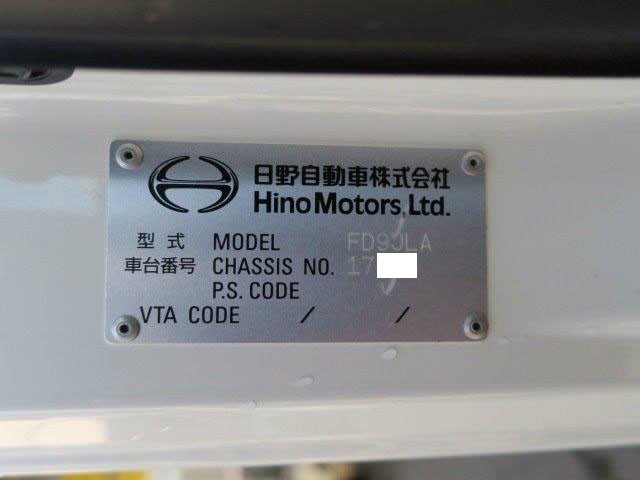 日野自動車株式会社
Hino Motors, Ltd.
型式 MODEL FD9JLA
車台番号 CHASSIS NO. 17
P.S. CODE
VTA CODE / /